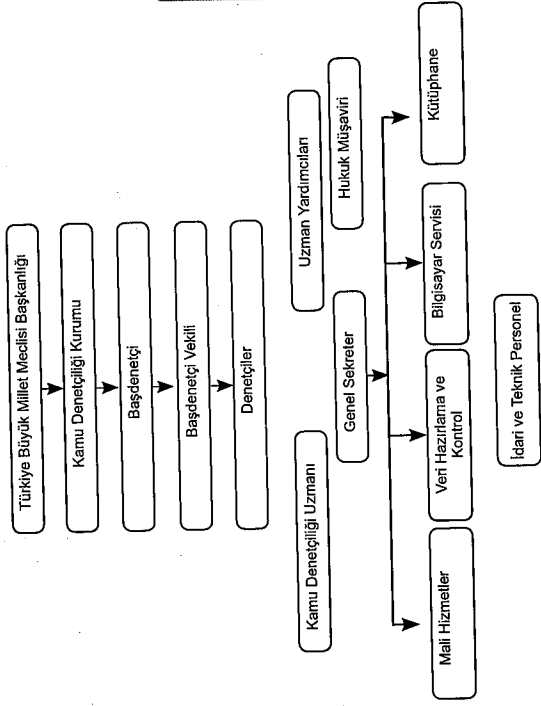 Türkiye Büyük Millet Meclisi Başkanlığı
Kamu Denetçiliği Kurumu
Başdenetçi
Başdenetçi Vekili
Denetçiler
Kamu Denetçiliği Uzmanı
Uzman Yardımcıları
Genel Sekreter
Hukuk Müşaviri
Mali Hizmetler
Veri Hazırlama ve
Kontrol
Bilgisayar Servisi
Kütüphane
İdari ve Teknik Personel